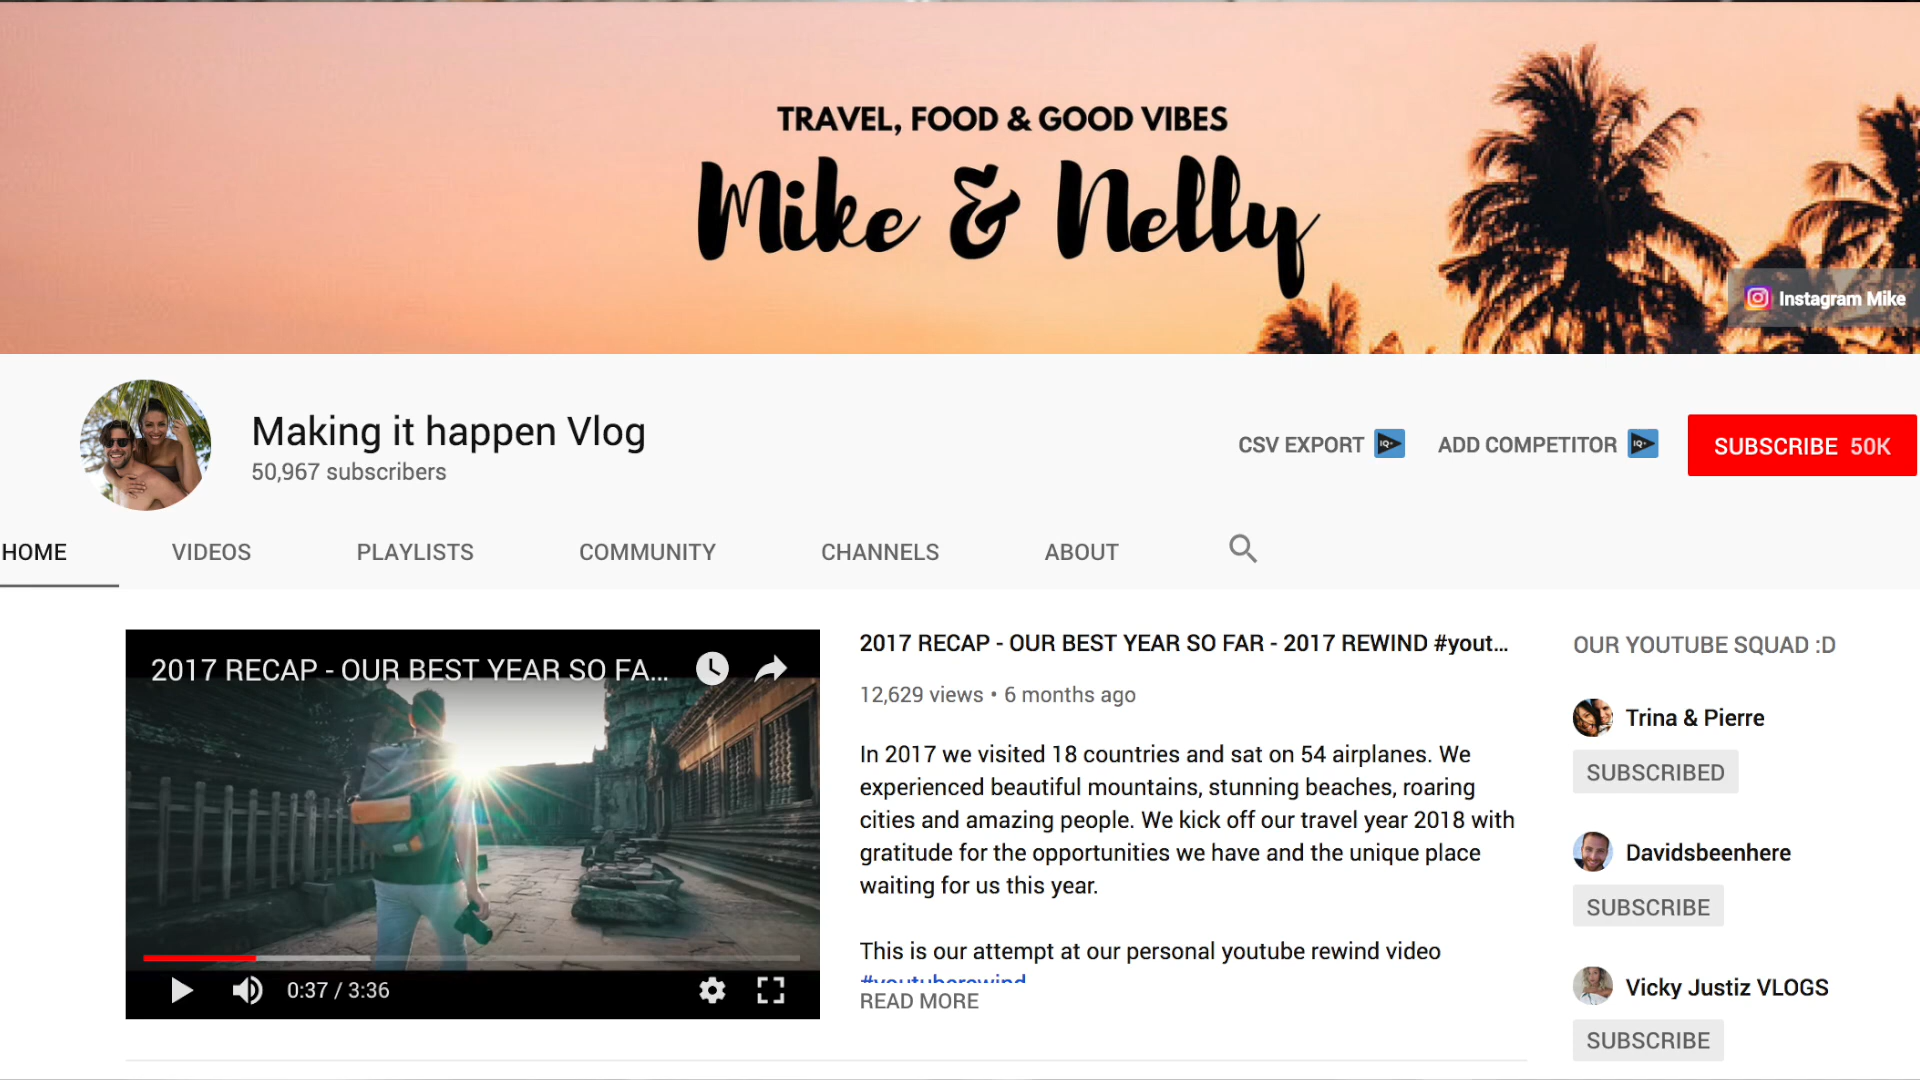 TRAVEL, FOOD & GOOD VIBES
Mike & Nelly
Instagram Mike
Making it happen Vlog
50,967 subscribers
CSV EXPORT IQ+
ADD COMPETITOR IQ+
SUBSCRIBE 50K
HOME VIDEOS PLAYLISTS COMMUNITY CHANNELS ABOUT
2017 RECAP - OUR BEST YEAR SO FA...
0:37 / 3:36
2017 RECAP - OUR BEST YEAR SO FAR - 2017 REWIND #yout...
12,629 views • 6 months ago
In 2017 we visited 18 countries and sat on 54 airplanes. We
experienced beautiful mountains, stunning beaches, roaring
cities and amazing people. We kick off our travel year 2018 with
gratitude for the opportunities we have and the unique place
waiting for us this year.
This is our attempt at our personal youtube rewind video
#youtuberewind
READ MORE
OUR YOUTUBE SQUAD :D
Trina & Pierre
SUBSCRIBED
Davidsbeenhere
SUBSCRIBE
Vicky Justiz VLOGS
SUBSCRIBE